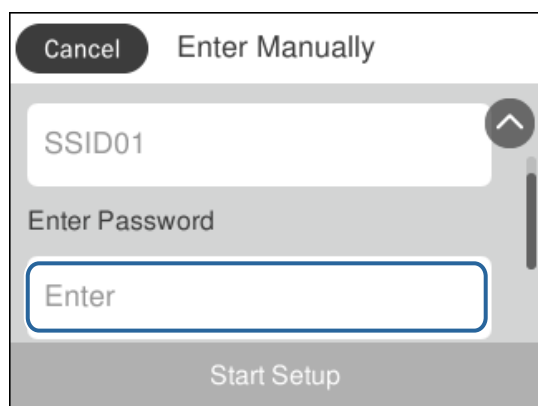 Cancel Enter Manually
SSID01
Enter Password
Enter
Start Setup